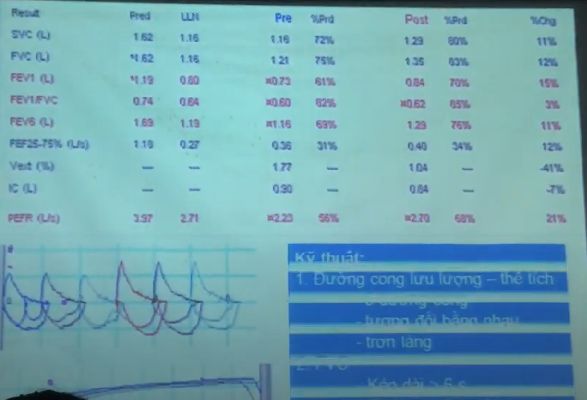 Result Pred LLN Pre %Prd Post %Prd %Chg
SVC (L) 1.62 1.16 1.16 72% 1.29 80% 11%
FVC (L) *1.62 1.16 1.21 75% 1.35 83% 12%
FEV1 (L) *1.19 0.80 *0.73 61% 0.84 70% 15%
FEV1/FVC 0.74 0.64 *0.60 82% *0.62 85% 3%
FEV6 (L) 1.69 1.19 *1.16 69% 1.29 76% 11%
FEF25-75% (L/s) 1.18 0.27 0.36 31% 0.40 34% 12%
Vext (%) --- --- 1.77 --- 1.04 --- -41%
IC (L) --- --- 0.90 --- 0.84 --- -7%
PEFR (L/s) 3.97 2.71 *2.23 56% *2.70 68% 21%
Kỹ thuật:
1. Đường cong lưu lượng – thể tích
- 3 đường cong
- tương đối bằng nhau
- trơn láng
2. FVC
- Kéo dài > 6 s